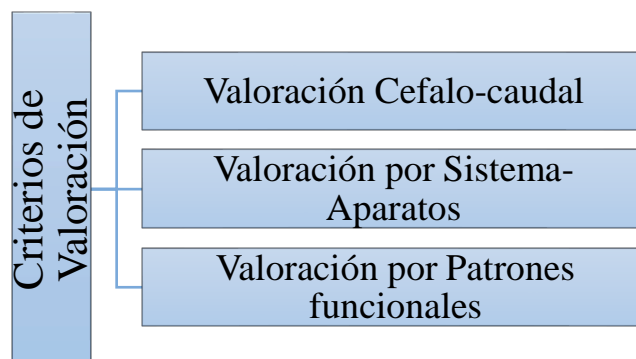 Criterios de
Valoración
Valoración Cefalo-caudal
Valoración por Sistema-
Aparatos
Valoración por Patrones
funcionales